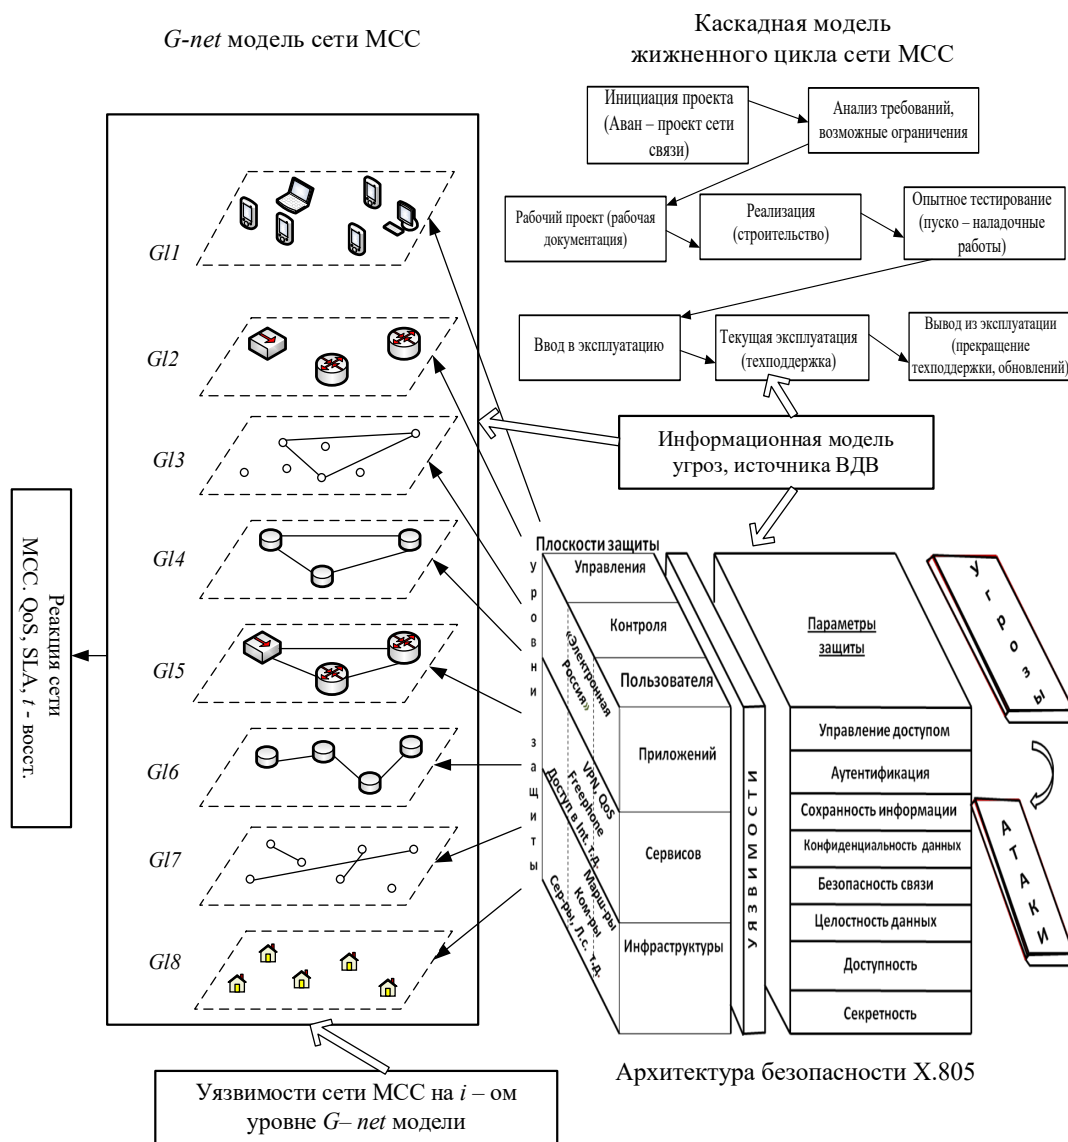 G-net модель сети МСС
Каскадная модель
жижненного цикла сети МСС
Инициация проекта
(Аван – проект сети
связи)
Анализ требований,
возможные ограничения
Рабочий проект (рабочая
документация)
Реализация
(строительство)
Опытное тестирование
(пуско – наладочные
работы)
Ввод в эксплуатацию
Текущая эксплуатация
(техподдержка)
Вывод из эксплуатации
(прекращение
техподдержки, обновлений)
Информационная модель
угроз, источника ВДВ
Gl1
Gl2
Gl3
Gl4
Gl5
Gl6
Gl7
Gl8
Реакция сети
МСС. QoS, SLA, t - восст.
Плоскости защиты
Уровни защиты
Управления
Контроля
Пользователя
«Электронная
Россия»
VPN, QoS
Freephone
Доступ в Int. т.д.
Марш-ры
Ком-ры
Сер-ры, Л.с. т.д.
Приложений
Сервисов
Инфраструктуры
УЯЗВИМОСТИ
Параметры
защиты
Управление доступом
Аутентификация
Сохранность информации
Конфиденциальность данных
Безопасность связи
Целостность данных
Доступность
Секретность
Угрозы
АТАКИ
Архитектура безопасности X.805
Уязвимости сети МСС на i – ом
уровне G– net модели